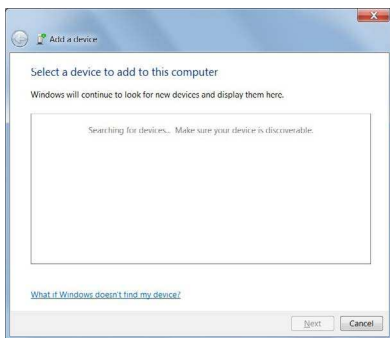 Add a device
Select a device to add to this computer
Windows will continue to look for new devices and display them here.
Searching for devices... Make sure your device is discoverable.
What if Windows doesn't find my device?
Next Cancel